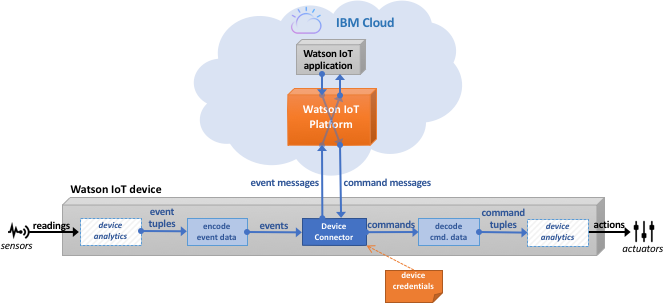 IBM Cloud
Watson IoT
application
Watson IoT
Platform
event messages
command messages
Watson IoT device
sensors
readings
device
analytics
event
tuples
encode
event data
events
Device
Connector
commands
decode
cmd. data
command
tuples
device
analytics
actions
actuators
device
credentials